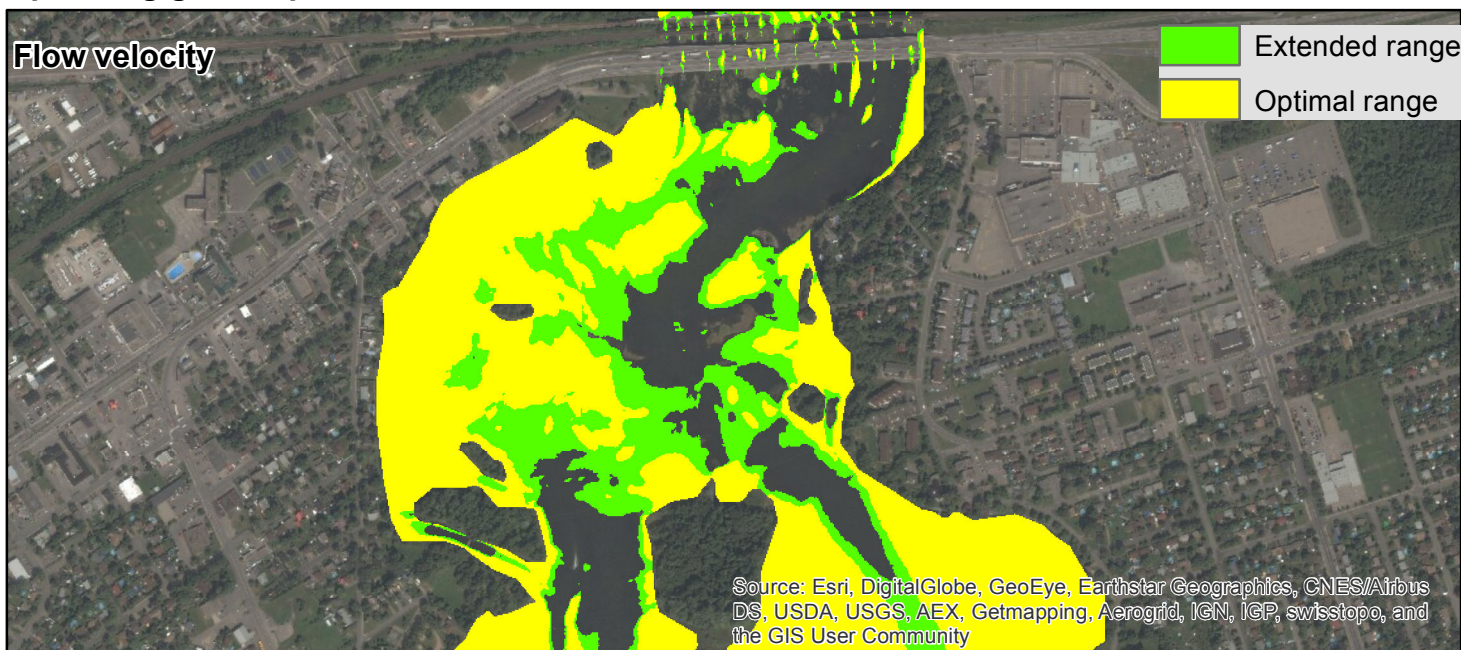 Flow velocity
Extended range
Optimal range
Source: Esri, DigitalGlobe, GeoEye, Earthstar Geographics, CNES/Airbus
DS, USDA, USGS, AEX, Getmapping, Aerogrid, IGN, IGP, swisstopo, and
the GIS User Community